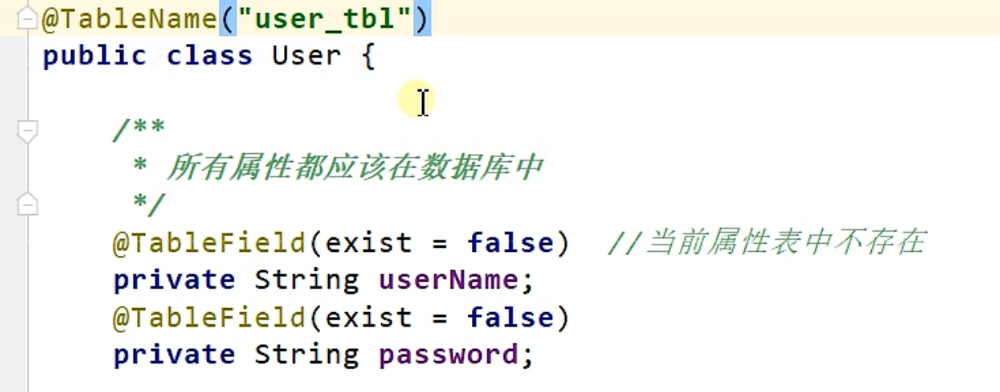 @TableName("user_tbl")
public class User {
/**
* 所有属性都应该在数据库中
*/
@TableField(exist = false) //当前属性表中不存在
private String userName;
@TableField(exist = false)
private String password;